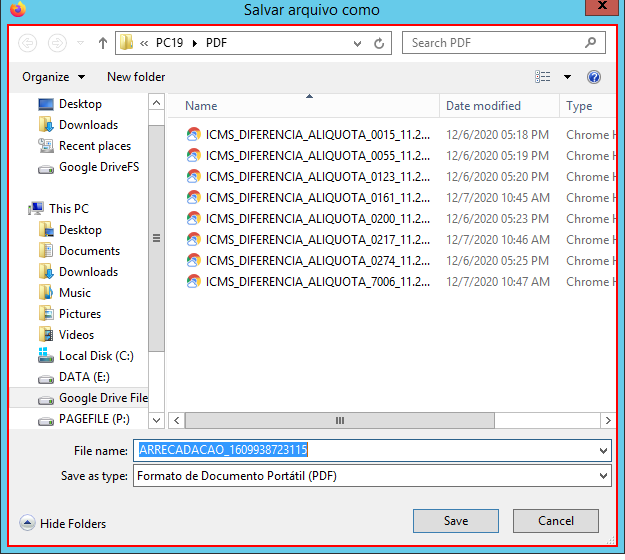 Salvar arquivo como
x
« PC19 ▸ PDF
Search PDF
Organize
New folder
Name
Date modified
Type
Desktop
Downloads
Recent places
Google DriveFS
This PC
Desktop
Documents
Downloads
Music
Pictures
Videos
Local Disk (C:)
DATA (E:)
Google Drive File
PAGEFILE (P:)
ICMS_DIFERENCIA_ALIQUOTA_0015_11.2... 12/6/2020 05:18 PM Chrome H
ICMS_DIFERENCIA_ALIQUOTA_0055_11.2... 12/6/2020 05:19 PM Chrome H
ICMS_DIFERENCIA_ALIQUOTA_0123_11.2... 12/6/2020 05:20 PM Chrome H
ICMS_DIFERENCIA_ALIQUOTA_0161_11.2... 12/7/2020 10:45 AM Chrome H
ICMS_DIFERENCIA_ALIQUOTA_0200_11.2... 12/6/2020 05:23 PM Chrome H
ICMS_DIFERENCIA_ALIQUOTA_0217_11.2... 12/7/2020 10:46 AM Chrome H
ICMS_DIFERENCIA_ALIQUOTA_0274_11.2... 12/6/2020 05:25 PM Chrome H
ICMS_DIFERENCIA_ALIQUOTA_7006_11.2... 12/7/2020 10:47 AM Chrome H
File name: ARRECADACAO_1609938723115
Save as type: Formato de Documento Portátil (PDF)
Hide Folders
Save
Cancel